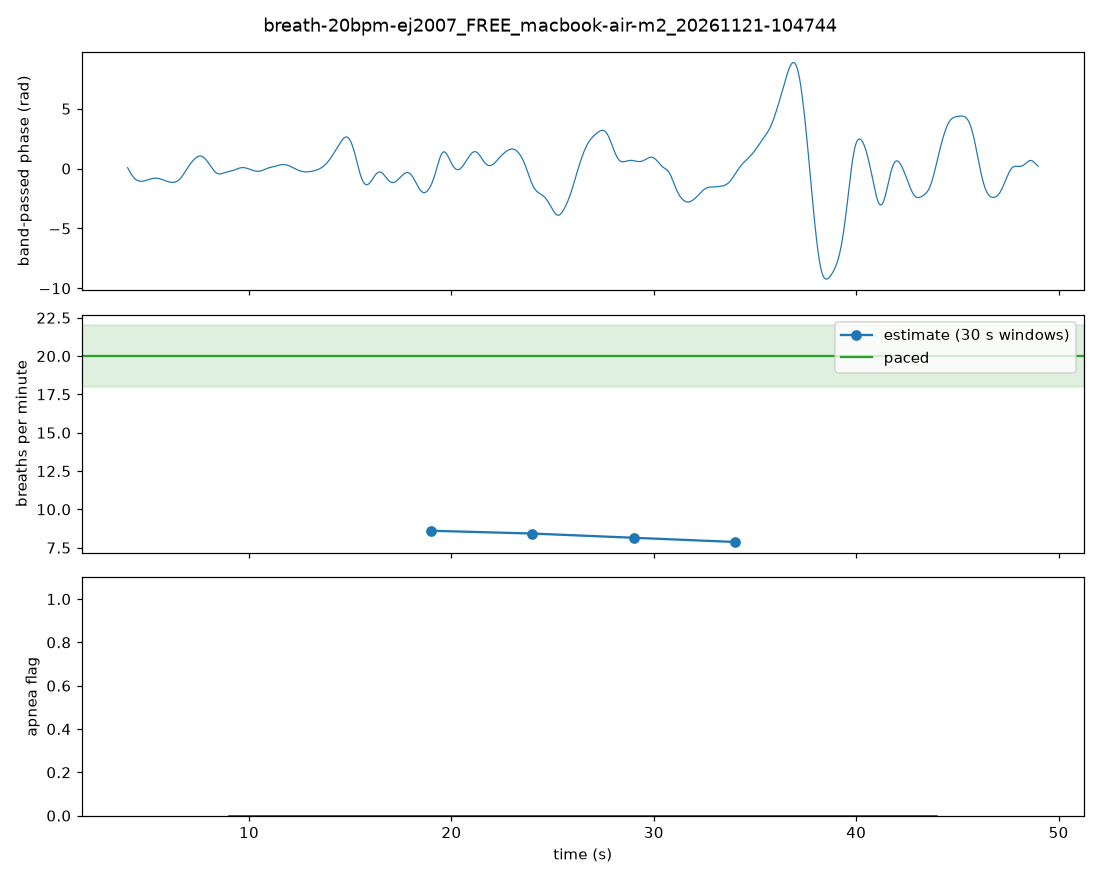 breath-20bpm-ej2007_FREE_macbook-air-m2_20261121-104744
band-passed phase (rad)
5
0
−5
−10
breaths per minute
22.5
20.0
17.5
15.0
12.5
10.0
7.5
estimate (30 s windows)
paced
apnea flag
1.0
0.8
0.6
0.4
0.2
0.0
10 20 30 40 50
time (s)